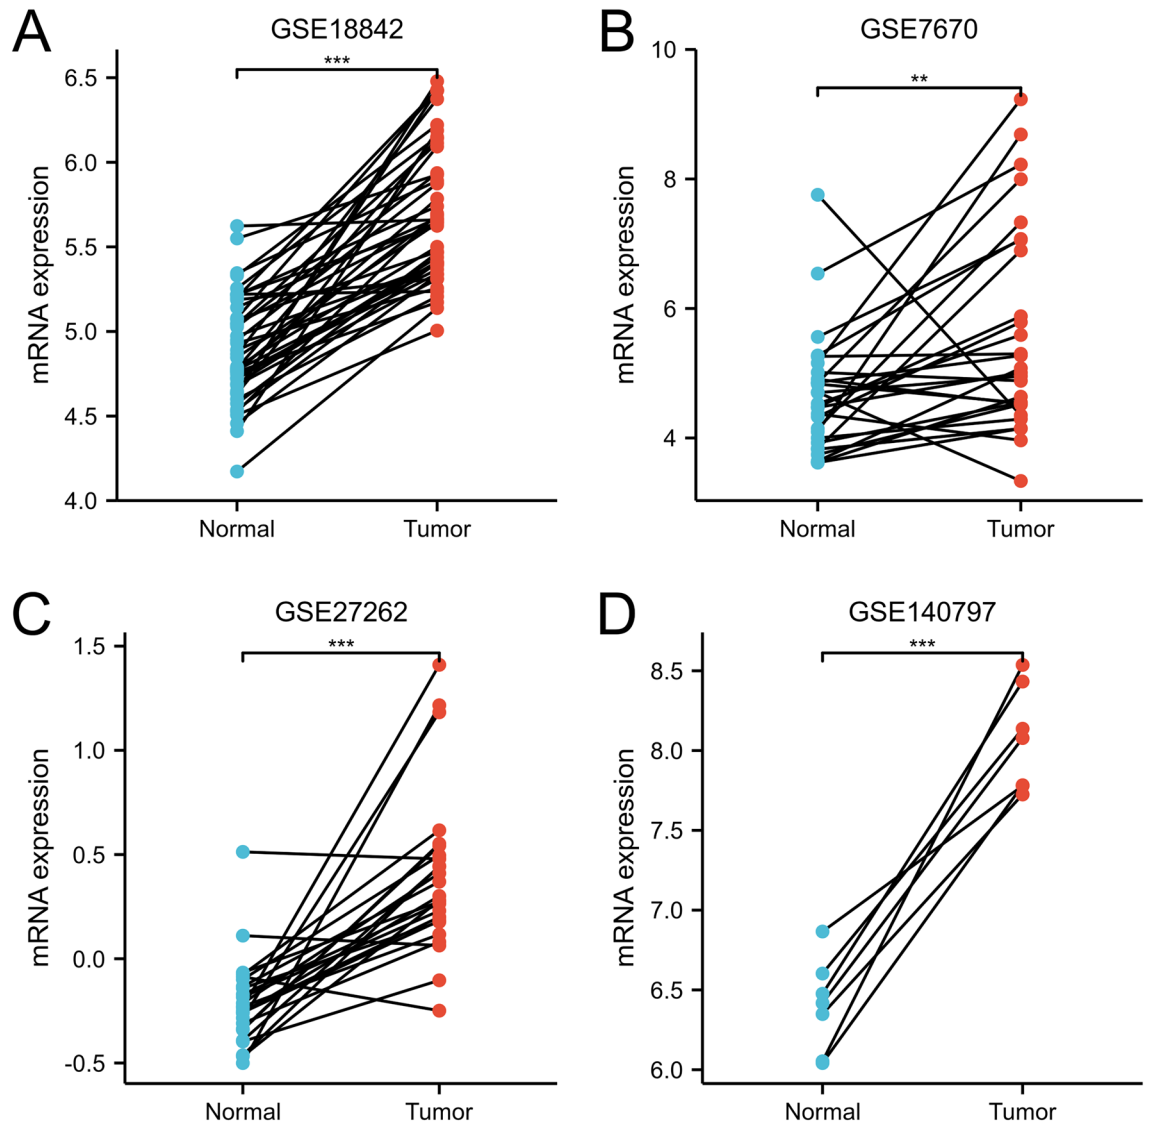 A
GSE18842
***
6.5
6.0
5.5
5.0
4.5
4.0
mRNA expression
Normal
Tumor
B
GSE7670
**
10
8
6
4
mRNA expression
Normal
Tumor
C
GSE27262
***
1.5
1.0
0.5
0.0
-0.5
mRNA expression
Normal
Tumor
D
GSE140797
***
8.5
8.0
7.5
7.0
6.5
6.0
mRNA expression
Normal
Tumor